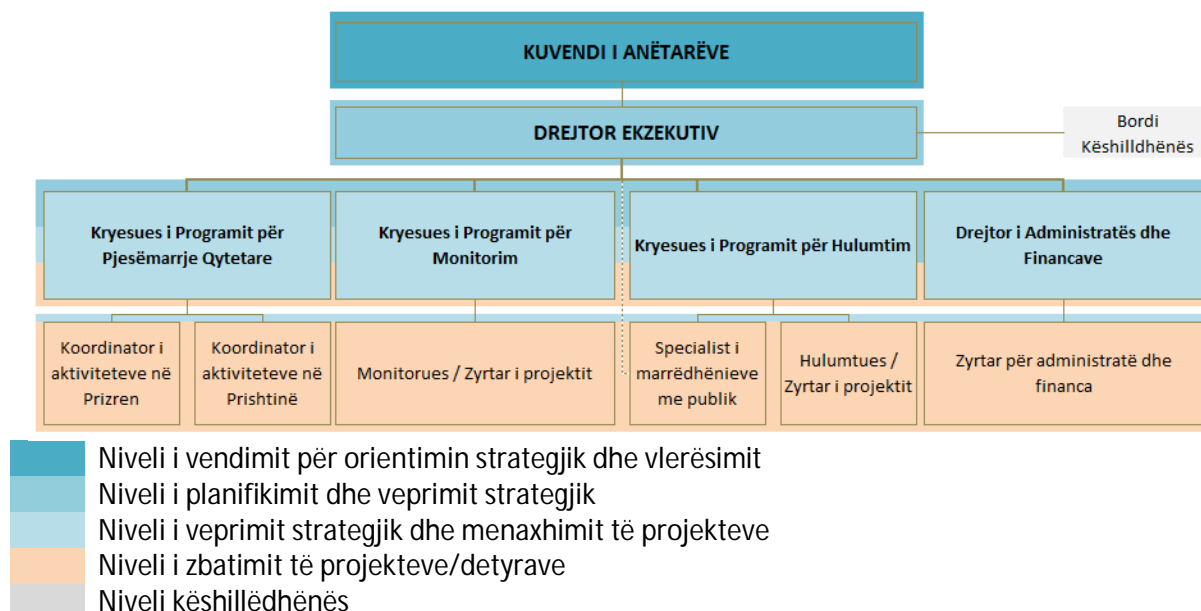 KUVENDI I ANËTARËVE
DREJTOR EKZEKUTIV
Bordi
Këshilldhënës
Kryesues i Programit për
Pjesëmarrje Qytetare
Kryesues i Programit për
Monitorim
Kryesues i Programit për Hulumtim
Drejtor i Administratës dhe
Financave
Koordinator i
aktiviteteve në
Prizren
Koordinator i
aktiviteteve në
Prishtinë
Monitorues / Zyrtar i projektit
Specialist i
marrëdhënieve
me publik
Hulumtues /
Zyrtar i projektit
Zyrtar për administratë dhe
financa
Niveli i vendimit për orientimin strategjik dhe vlerësimit
Niveli i planifikimit dhe veprimit strategjik
Niveli i veprimit strategjik dhe menaxhimit të projekteve
Niveli i zbatimit të projekteve/detyrave
Niveli këshillëdhënës